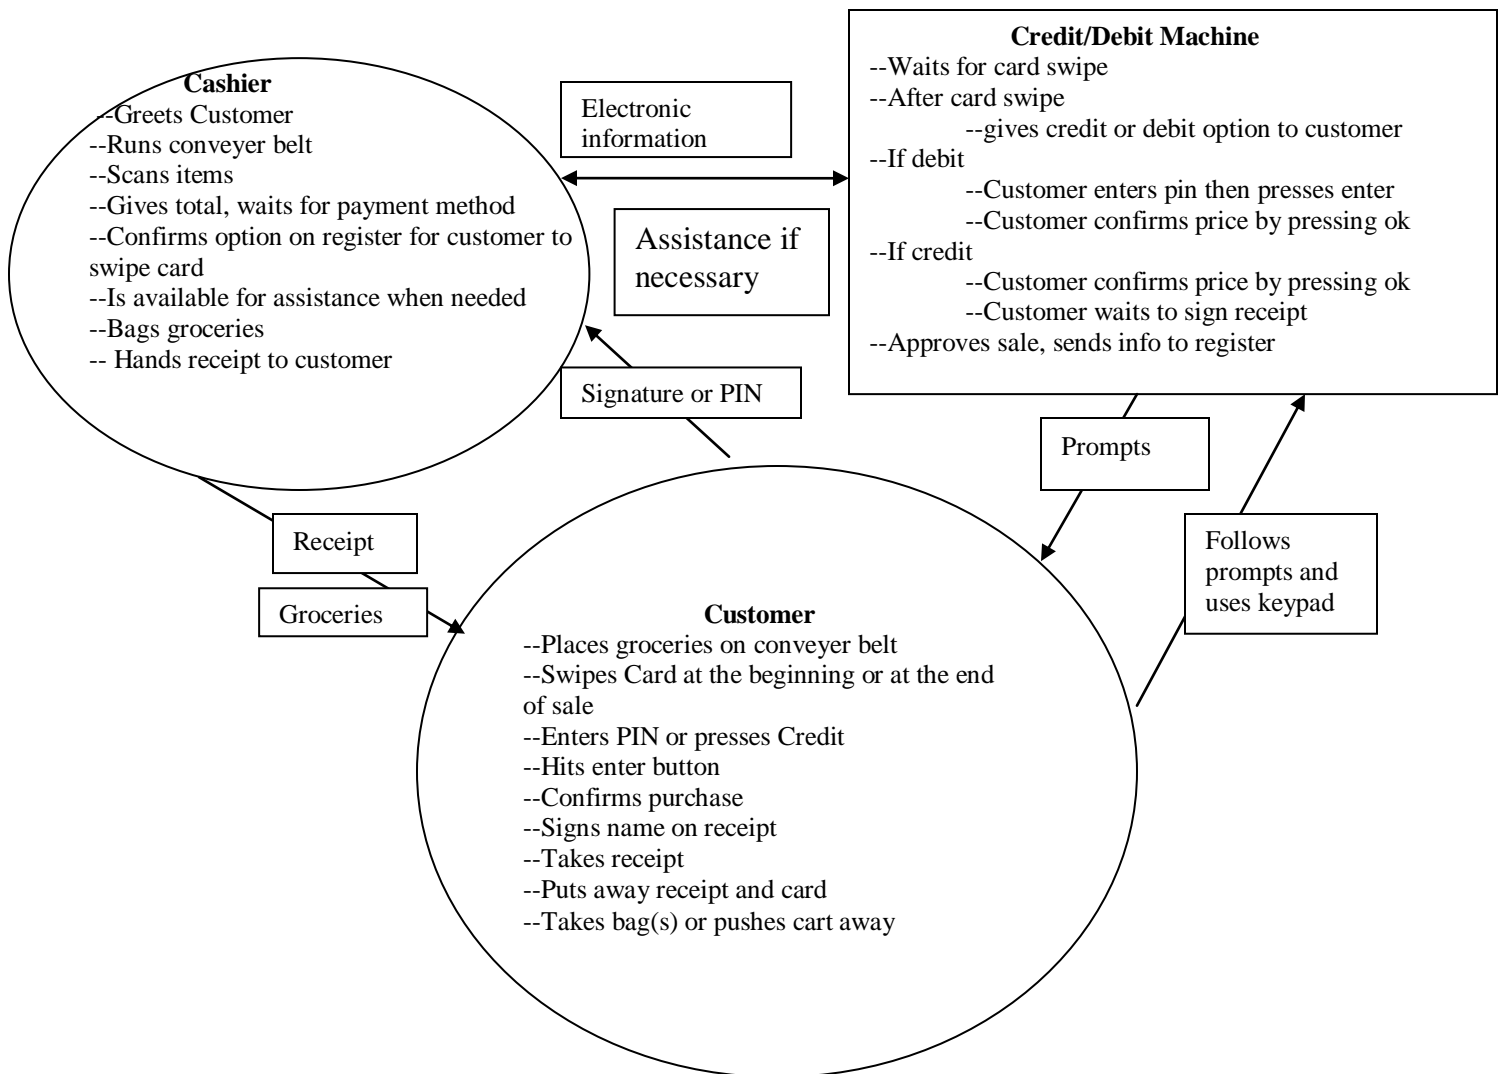 Cashier
--Greets Customer
--Runs conveyer belt
--Scans items
--Gives total, waits for payment method
--Confirms option on register for customer to
swipe card
--Is available for assistance when needed
--Bags groceries
-- Hands receipt to customer
Electronic
information
Assistance if
necessary
Credit/Debit Machine
--Waits for card swipe
--After card swipe
--gives credit or debit option to customer
--If debit
--Customer enters pin then presses enter
--Customer confirms price by pressing ok
--If credit
--Customer confirms price by pressing ok
--Customer waits to sign receipt
--Approves sale, sends info to register
Signature or PIN
Prompts
Receipt
Groceries
Follows
prompts and
uses keypad
Customer
--Places groceries on conveyer belt
--Swipes Card at the beginning or at the end
of sale
--Enters PIN or presses Credit
--Hits enter button
--Confirms purchase
--Signs name on receipt
--Takes receipt
--Puts away receipt and card
--Takes bag(s) or pushes cart away